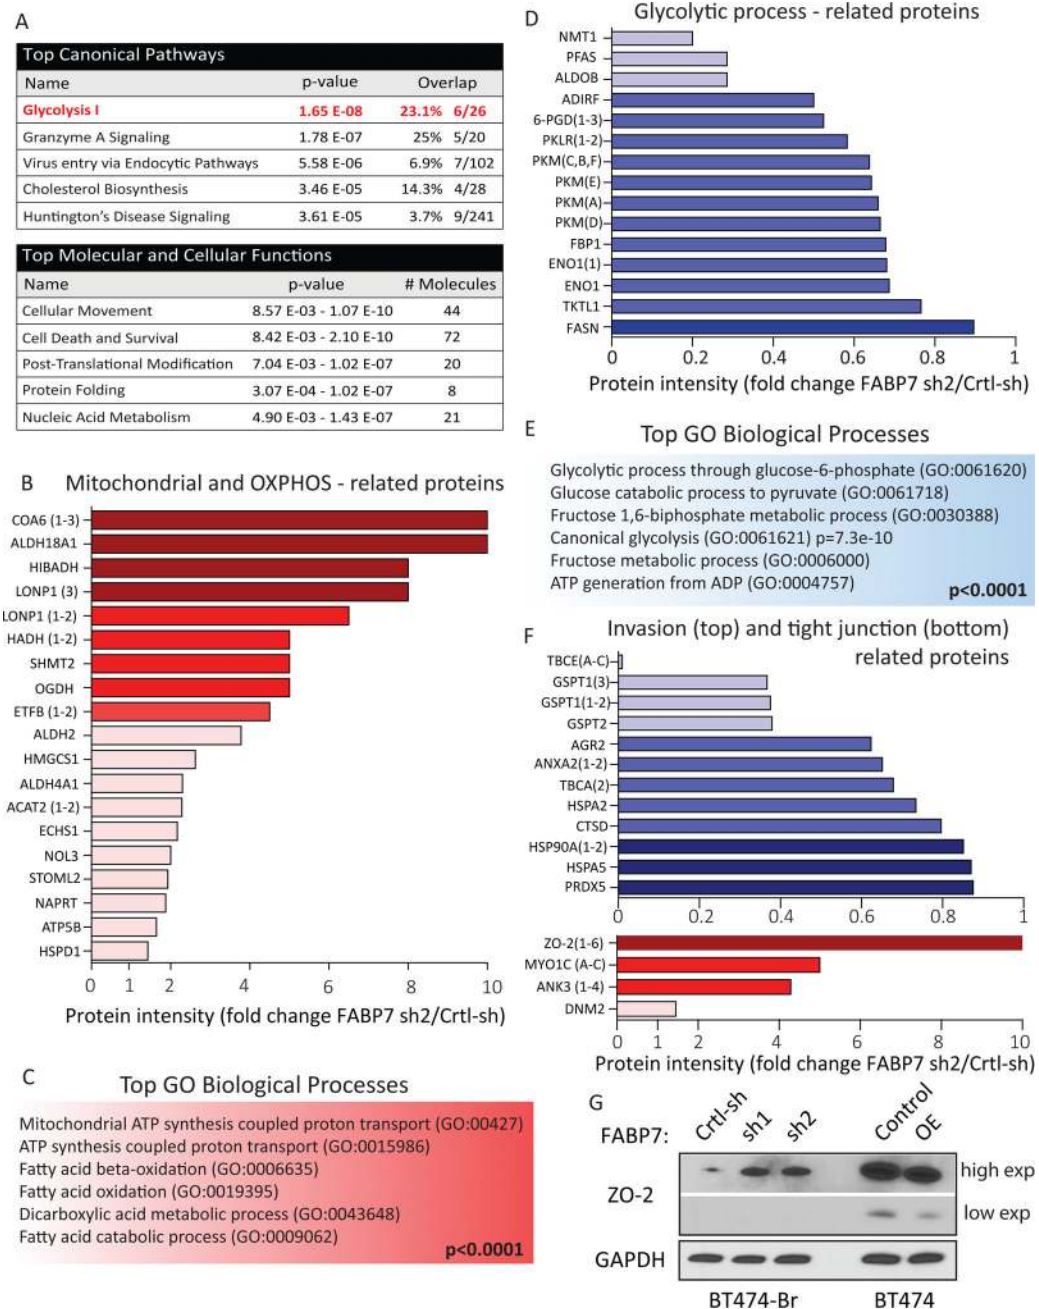 A
Top Canonical Pathways
Name p-value Overlap
Glycolysis I 1.65 E-08 23.1% 6/26
Granzyme A Signaling 1.78 E-07 25% 5/20
Virus entry via Endocytic Pathways 5.58 E-06 6.9% 7/102
Cholesterol Biosynthesis 3.46 E-05 14.3% 4/28
Huntington's Disease Signaling 3.61 E-05 3.7% 9/241
Top Molecular and Cellular Functions
Name p-value # Molecules
Cellular Movement 8.57 E-03 - 1.07 E-10 44
Cell Death and Survival 8.42 E-03 - 2.10 E-10 72
Post-Translational Modification 7.04 E-03 - 1.02 E-07 20
Protein Folding 3.07 E-04 - 1.02 E-07 8
Nucleic Acid Metabolism 4.90 E-03 - 1.43 E-07 21
B Mitochondrial and OXPHOS - related proteins
COA6 (1-3)
ALDH18A1
HIBADH
LONP1 (3)
LONP1 (1-2)
HADH (1-2)
SHMT2
OGDH
ETFB (1-2)
ALDH2
HMGCS1
ALDH4A1
ACAT2 (1-2)
ECHS1
NOL3
STOML2
NAPRT
ATP5B
HSPD1
0 1 2 4 6 8 10
Protein intensity (fold change FABP7 sh2/Crtl-sh)
C Top GO Biological Processes
Mitochondrial ATP synthesis coupled proton transport (GO:00427)
ATP synthesis coupled proton transport (GO:0015986)
Fatty acid beta-oxidation (GO:0006635)
Fatty acid oxidation (GO:0019395)
Dicarboxylic acid metabolic process (GO:0043648)
Fatty acid catabolic process (GO:0009062)
p<0.0001
D Glycolytic process - related proteins
NMT1
PFAS
ALDOB
ADIRF
6-PGD(1-3)
PKLR(1-2)
PKM(C,B,F)
PKM(E)
PKM(A)
PKM(D)
FBP1
ENO1(1)
ENO1
TKTL1
FASN
0 0.2 0.4 0.6 0.8 1
Protein intensity (fold change FABP7 sh2/Crtl-sh)
E Top GO Biological Processes
Glycolytic process through glucose-6-phosphate (GO:0061620)
Glucose catabolic process to pyruvate (GO:0061718)
Fructose 1,6-biphosphate metabolic process (GO:0030388)
Canonical glycolysis (GO:0061621) p=7.3e-10
Fructose metabolic process (GO:0006000)
ATP generation from ADP (GO:0004757)
p<0.0001
F Invasion (top) and tight junction (bottom)
related proteins
TBCE(A-C)
GSPT1(3)
GSPT1(1-2)
GSPT2
AGR2
ANXA2(1-2)
TBCA(2)
HSPA2
CTSD
HSP90A(1-2)
HSPA5
PRDX5
0 0.2 0.4 0.6 0.8 1
ZO-2(1-6)
MYO1C (A-C)
ANK3 (1-4)
DNM2
0 1 2 4 6 8 10
Protein intensity (fold change FABP7 sh2/Crtl-sh)
G
FABP7: Crtl-sh sh1 sh2 Control OE
ZO-2 high exp
low exp
GAPDH
BT474-Br BT474